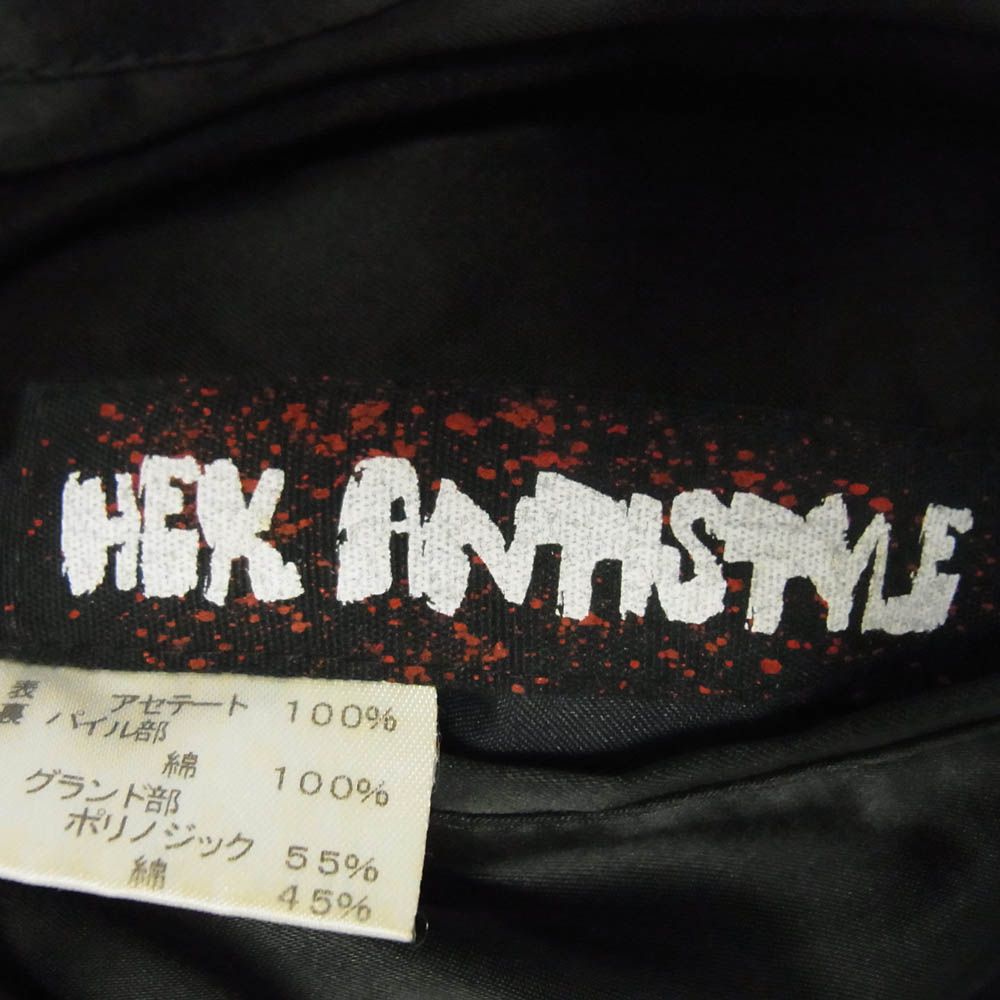 HEK ANTISTYLE
表 アセテート 100%
裏 パイル部
綿 100%
グランド部
ポリノジック 55%
綿 45%